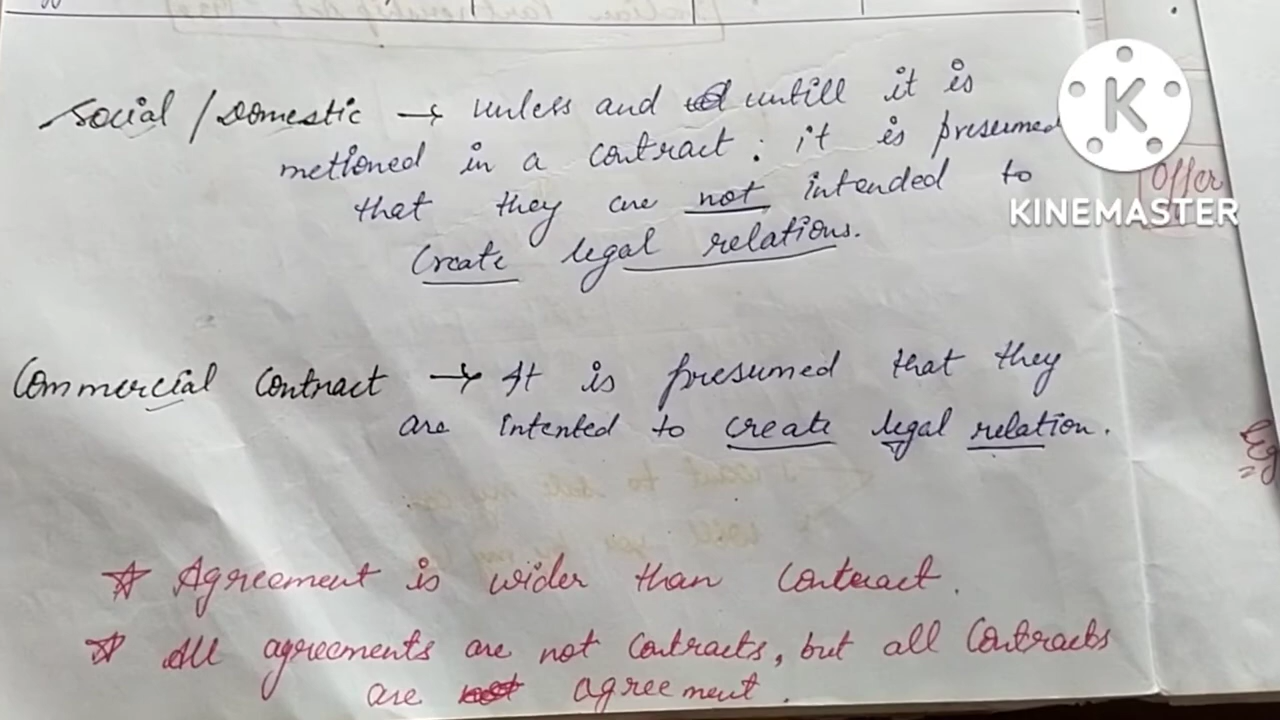 Social / Domestic → unless and untill it is
metioned in a contract : it is presumed
that they are not intended to
Create legal relations.
Commercial Contract → It is presumed that they
are intented to create legal relation.
☆ Agreement is wider than Contract.
☆ All agreements are not Contracts, but all Contracts
are agreement.
K
KINEMASTER
Offer
Eg